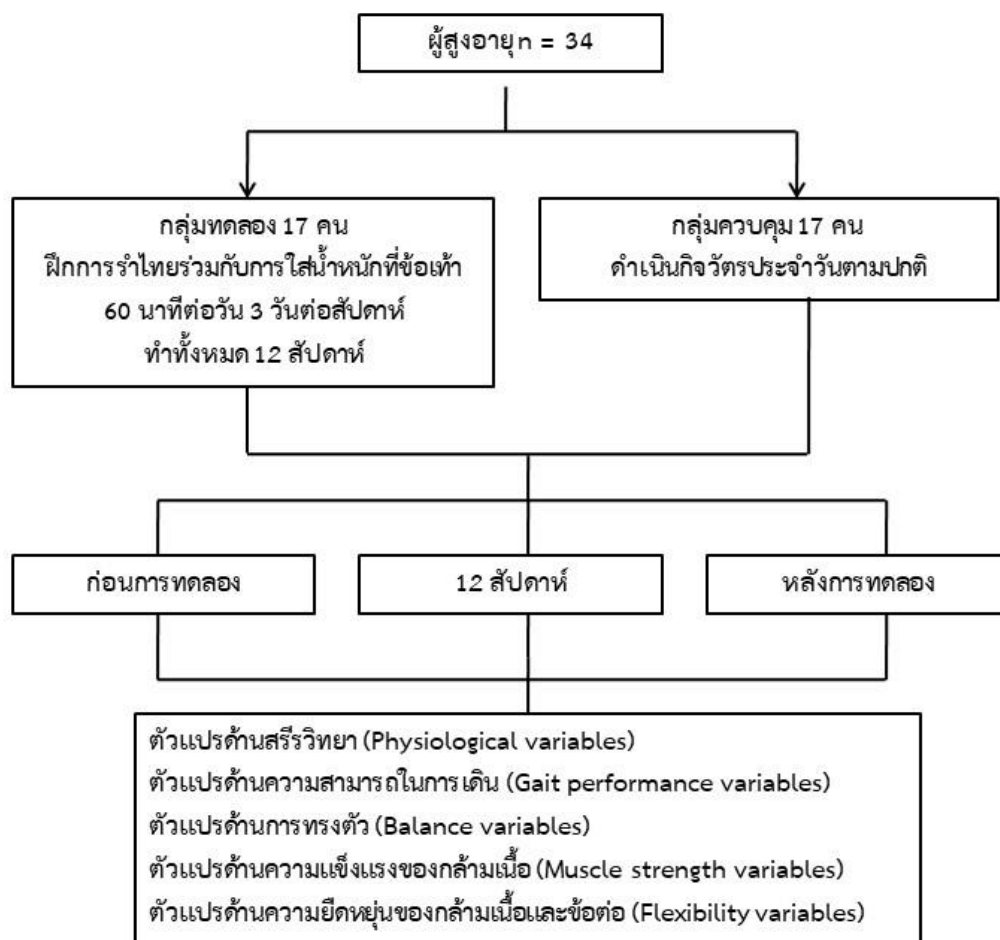 ผู้สูงอายุ n = 34
กลุ่มทดลอง 17 คน
ฝึกการรำไทยร่วมกับการใส่น้ำหนักที่ข้อเท้า
60 นาทีต่อวัน 3 วันต่อสัปดาห์
ทำทั้งหมด 12 สัปดาห์
กลุ่มควบคุม 17 คน
ดำเนินกิจวัตรประจำวันตามปกติ
ก่อนการทดลอง
12 สัปดาห์
หลังการทดลอง
ตัวแปรด้านสรีรวิทยา (Physiological variables)
ตัวแปรด้านความสามารถในการเดิน (Gait performance variables)
ตัวแปรด้านการทรงตัว (Balance variables)
ตัวแปรด้านความแข็งแรงของกล้ามเนื้อ (Muscle strength variables)
ตัวแปรด้านความยืดหยุ่นของกล้ามเนื้อและข้อต่อ (Flexibility variables)